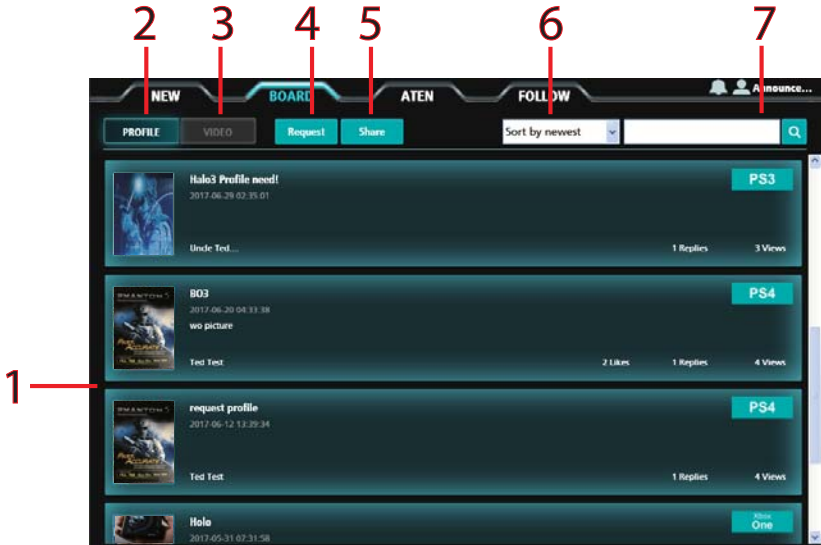 2 3 4 5 6 7
Announce...
NEW BOARD ATEN FOLLOW
PROFILE VIDEO Request Share Sort by newest
Halo3 Profile need! PS3
2017-06-29 02:35:01
Uncle Ted... 1 Replies 3 Views
BO3 PS4
2017-06-20 04:33:38
wo picture
Ted Test 2 Likes 1 Replies 4 Views
1
request profile PS4
2017-06-12 13:29:34
Ted Test 1 Replies 4 Views
Holo Xbox
One
2017-05-31 07:31:58